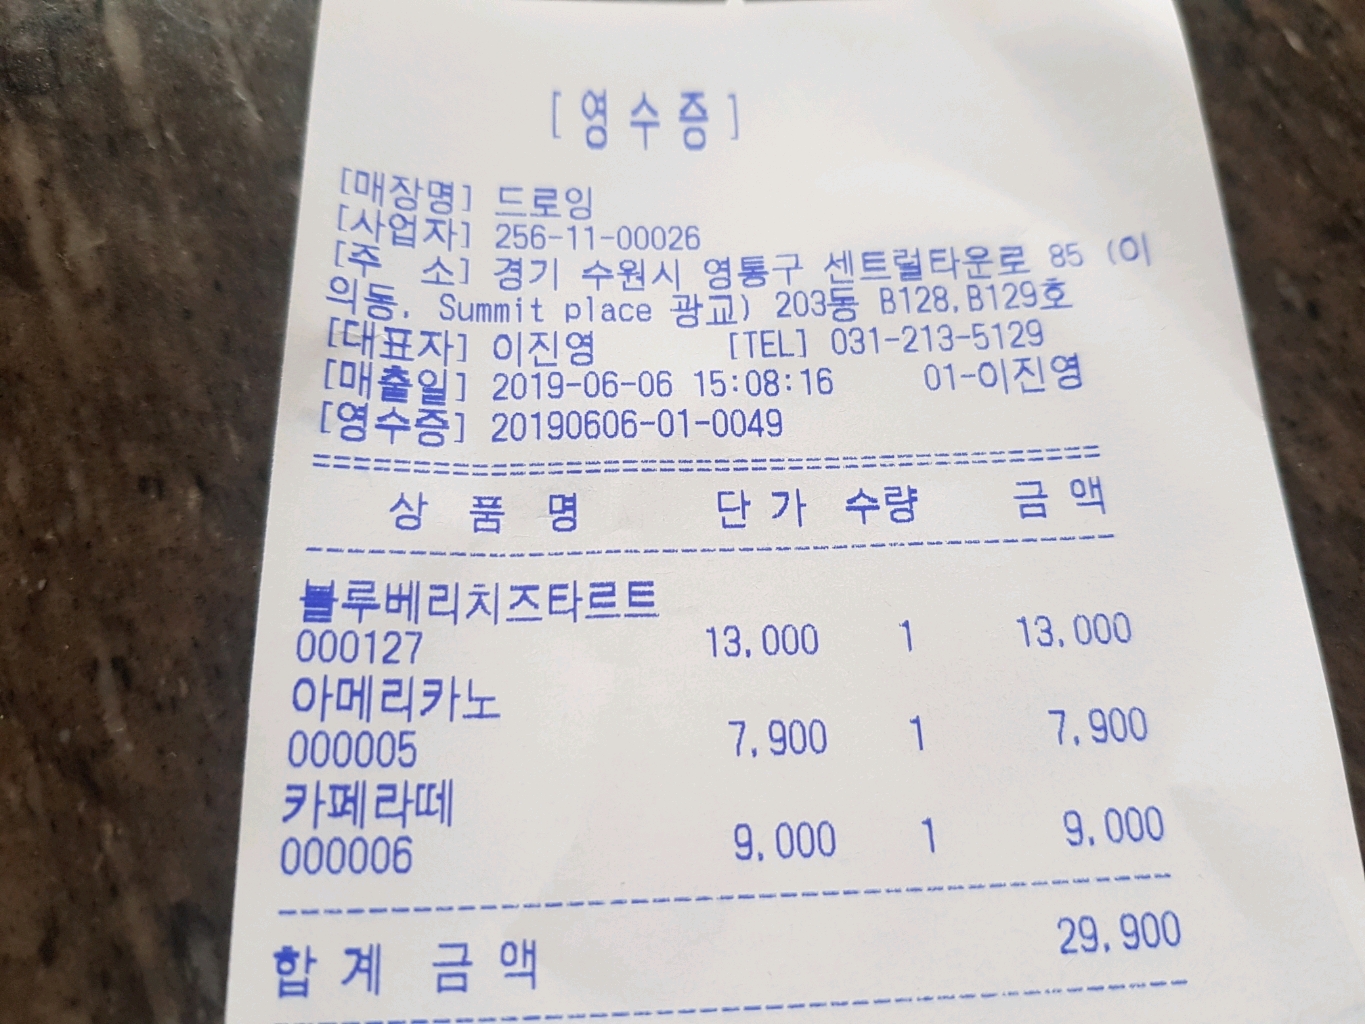 [영수증]
[매장명] 드로잉
[사업자] 256-11-00026
[주 소] 경기 수원시 영통구 센트럴타운로 85 (이
의동, Summit place 광교) 203동 B128,B129호
[대표자] 이진영 [TEL] 031-213-5129
[매출일] 2019-06-06 15:08:16 01-이진영
[영수증] 20190606-01-0049
상 품 명 단 가 수량 금 액
블루베리치즈타르트
000127 13,000 1 13,000
아메리카노
000005 7,900 1 7,900
카페라떼
000006 9,000 1 9,000
합 계 금 액 29,900